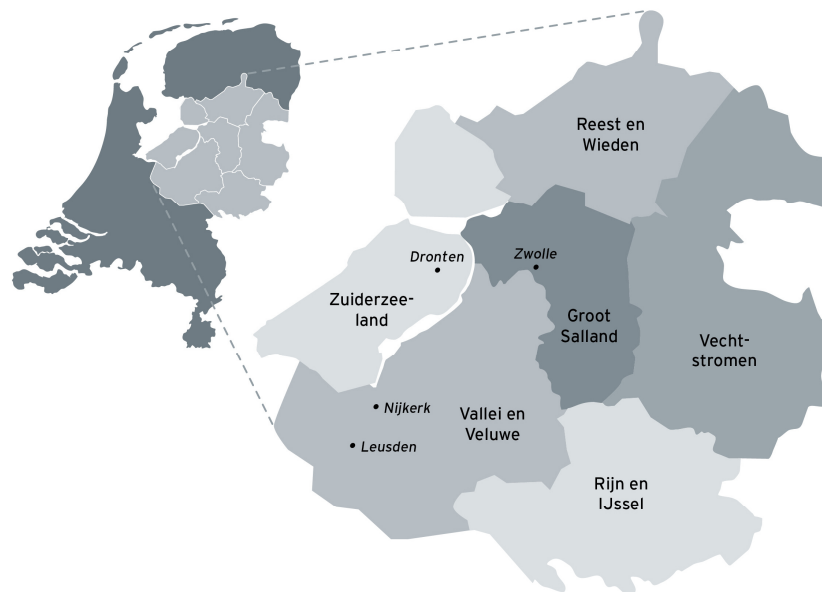 Reest en
Wieden
Dronten
Zwolle
Zuiderzee-
land
Groot
Salland
Vecht-
stromen
Nijkerk
Vallei en
Veluwe
Leusden
Rijn en
IJssel